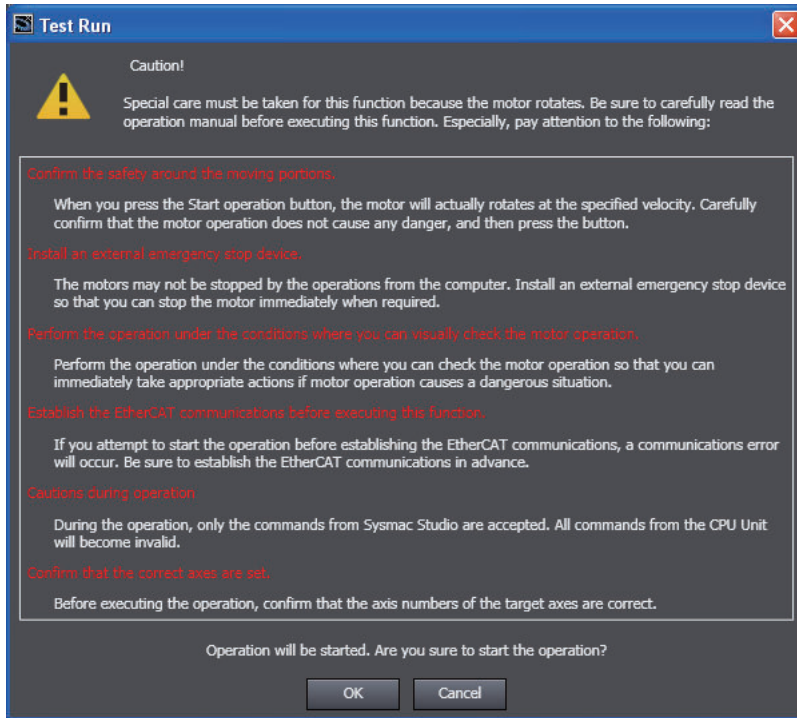 Test Run
Caution!
Special care must be taken for this function because the motor rotates. Be sure to carefully read the
operation manual before executing this function. Especially, pay attention to the following:
Confirm the safety around the moving portions.
When you press the Start operation button, the motor will actually rotates at the specified velocity. Carefully
confirm that the motor operation does not cause any danger, and then press the button.
Install an external emergency stop device.
The motors may not be stopped by the operations from the computer. Install an external emergency stop device
so that you can stop the motor immediately when required.
Perform the operation under the conditions where you can visually check the motor operation.
Perform the operation under the conditions where you can check the motor operation so that you can
immediately take appropriate actions if motor operation causes a dangerous situation.
Establish the EtherCAT communications before executing this function.
If you attempt to start the operation before establishing the EtherCAT communications, a communications error
will occur. Be sure to establish the EtherCAT communications in advance.
Cautions during operation
During the operation, only the commands from Sysmac Studio are accepted. All commands from the CPU Unit
will become invalid.
Confirm that the correct axes are set.
Before executing the operation, confirm that the axis numbers of the target axes are correct.
Operation will be started. Are you sure to start the operation?
OK Cancel